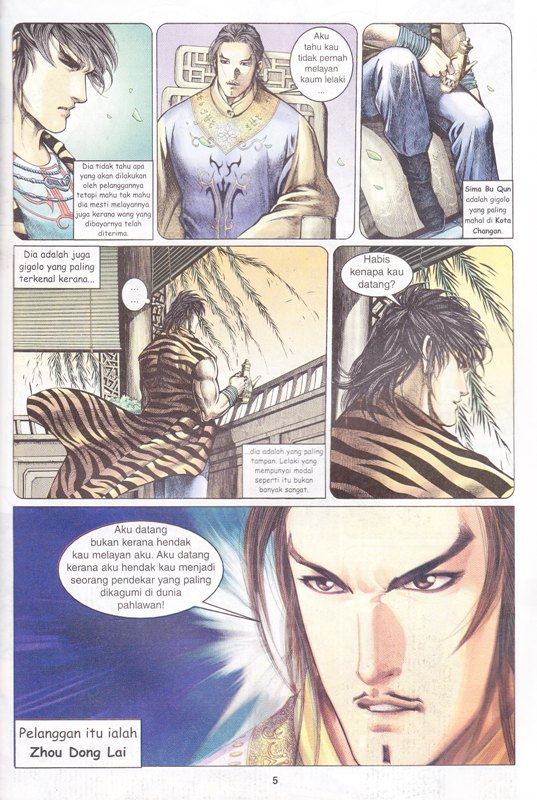 Dia tidak tahu apa
yang akan dilakukan
oleh pelanggannya
tetapi mahu tak mahu
dia mesti melayannya
juga kerana wang yang
dibayarnya telah
diterima.
Aku
tahu kau
tidak pernah
melayan
kaum lelaki
...
Sima Bu Qun
adalah gigolo
yang paling
mahal di Kota
Changan.
Dia adalah juga
gigolo yang paling
terkenal kerana...
...
...
...dia adalah yang paling
tampan. Lelaki yang
mempunyai modal
seperti itu bukan
banyak sangat.
Habis
kenapa kau
datang?
Aku datang
bukan kerana hendak
kau melayan aku. Aku datang
kerana aku hendak kau menjadi
seorang pendekar yang paling
dikagumi di dunia
pahlawan!
Pelanggan itu ialah
Zhou Dong Lai
5